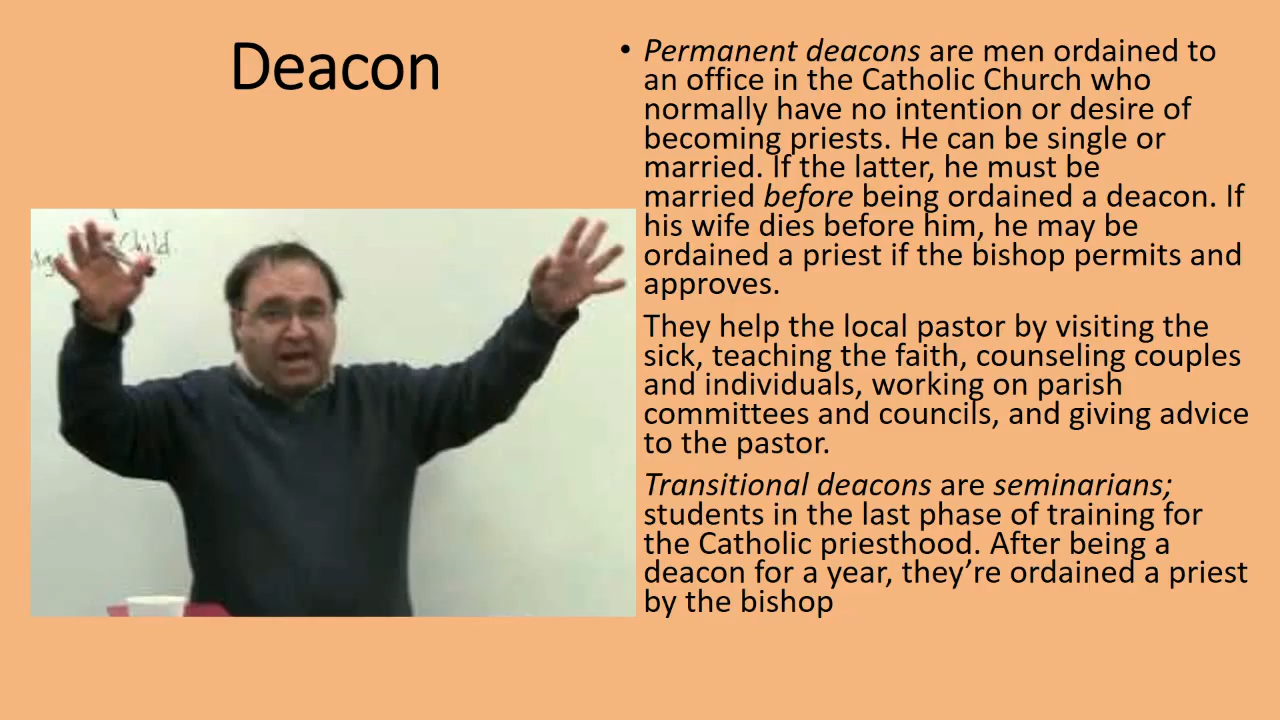 Deacon
• Permanent deacons are men ordained to
an office in the Catholic Church who
normally have no intention or desire of
becoming priests. He can be single or
married. If the latter, he must be
married before being ordained a deacon. If
his wife dies before him, he may be
ordained a priest if the bishop permits and
approves.
They help the local pastor by visiting the
sick, teaching the faith, counseling couples
and individuals, working on parish
committees and councils, and giving advice
to the pastor.
Transitional deacons are seminarians;
students in the last phase of training for
the Catholic priesthood. After being a
deacon for a year, they’re ordained a priest
by the bishop
Child.